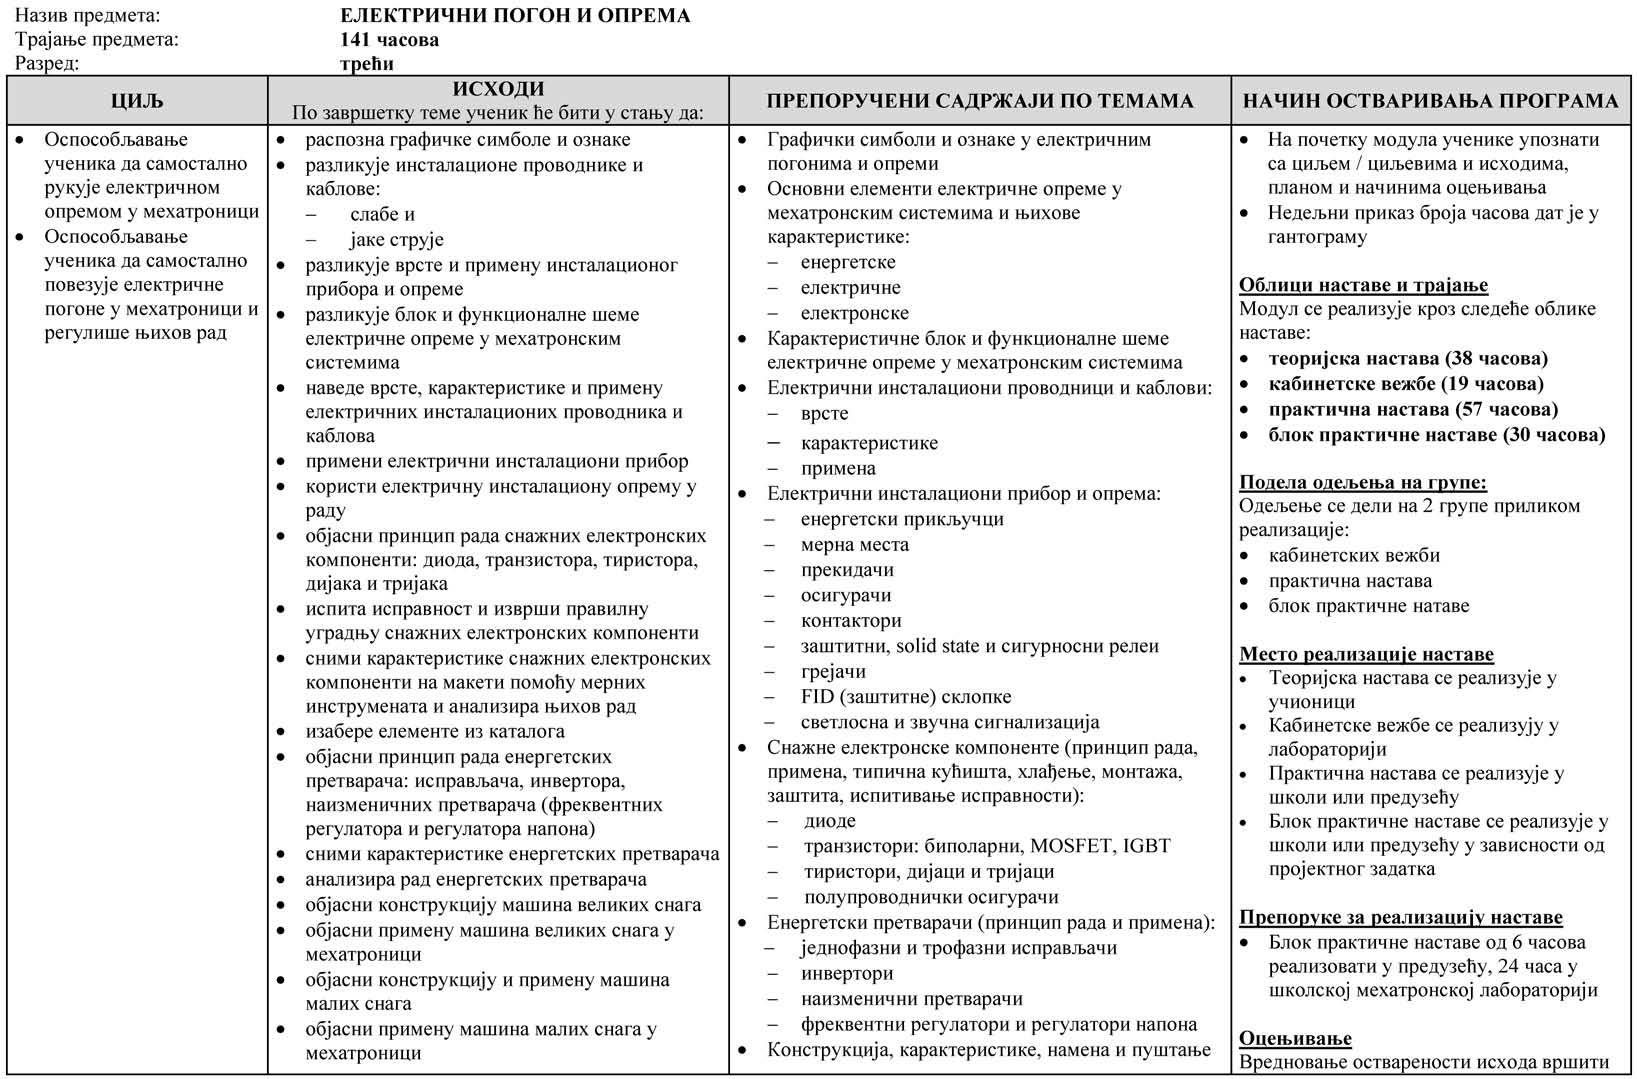 Назив предмета: ЕЛЕКТРИЧНИ ПОГОН И ОПРЕМА
Трајање предмета: 141 часова
Разред: трећи
ЦИЉ
ИСХОДИ
По завршетку теме ученик ће бити у стању да:
ПРЕПОРУЧЕНИ САДРЖАЈИ ПО ТЕМАМА
НАЧИН ОСТВАРИВАЊА ПРОГРАМА
• Оспособљавање
ученика да самостално
рукује електричном
опремом у мехатроници
• Оспособљавање
ученика да самостално
повезује електричне
погоне у мехатроници и
регулише њихов рад
• распозна графичке симболе и ознаке
• разликује инсталационе проводнике и
каблове:
– слабе и
– јаке струје
• разликује врсте и примену инсталационог
прибора и опреме
• разликује блок и функционалне шеме
електричне опреме у мехатронским
системима
• наведе врсте, карактеристике и примену
електричних инсталационих проводника и
каблова
• примени електрични инсталациони прибор
• користи електричну инсталациону опрему у
раду
• објасни принцип рада снажних електронских
компоненти: диода, транзистора, тиристора,
дијака и тријака
• испита исправност и изврши правилну
уградњу снажних електронских компоненти
• сними карактеристике снажних електронских
компоненти на макети помоћу мерних
инструмената и анализира њихов рад
• изабере елементе из каталога
• објасни принцип рада енергетских
претварача: исправљача, инвертора,
наизменичних претварача (фреквентних
регулатора и регулатора напона)
• сними карактеристике енергетских претварача
• анализира рад енергетских претварача
• објасни конструкцију машина великих снага
• објасни примену машина великих снага у
мехатроници
• објасни конструкцију и примену машина
малих снага
• објасни примену машина малих снага у
мехатроници
• Графички симболи и ознаке у електричним
погонима и опреми
• Основни елементи електричне опреме у
мехатронским системима и њихове
карактеристике:
– енергетске
– електричне
– електронске
• Карактеристичне блок и функционалне шеме
електричне опреме у мехатронским системима
• Електрични инсталациони проводници и каблови:
– врсте
– карактеристике
– примена
• Електрични инсталациони прибор и опрема:
– енергетски прикључци
– мерна места
– прекидачи
– осигурачи
– контактори
– заштитни, solid state и сигурносни релеи
– грејачи
– FID (заштитне) склопке
– светлосна и звучна сигнализација
• Снажне електронске компоненте (принцип рада,
примена, типична кућишта, хлађење, монтажа,
заштита, испитивање исправности):
– диоде
– транзистори: биполарни, MOSFET, IGBT
– тиристори, дијаци и тријаци
– полупроводнички осигурачи
• Енергетски претварачи (принцип рада и примена):
– једнофазни и трофазни исправљачи
– инвертори
– наизменични претварачи
– фреквентни регулатори и регулатори напона
• Конструкција, карактеристике, намена и пуштање
• На почетку модула ученике упознати
са циљем / циљевима и исходима,
планом и начинима оцењивања
• Недељни приказ броја часова дат је у
гантограму
Облици наставе и трајање
Модул се реализује кроз следеће облике
наставе:
• теоријска настава (38 часова)
• кабинетске вежбе (19 часова)
• практична настава (57 часова)
• блок практичне наставе (30 часова)
Подела одељења на групе:
Одељење се дели на 2 групе приликом
реализације:
• кабинетских вежби
• практична настава
• блок практичне натаве
Место реализације наставе
• Теоријска настава се реализује у
учионици
• Кабинетске вежбе се реализују у
лабораторији
• Практична настава се реализује у
школи или предузећу
• Блок практичне наставе се реализује у
школи или предузећу у зависности од
пројектног задатка
Препоруке за реализацију наставе
• Блок практичне наставе од 6 часова
реализовати у предузећу, 24 часа у
школској мехатронској лабораторији
Оцењивање
Вредновање остварености исхода вршити